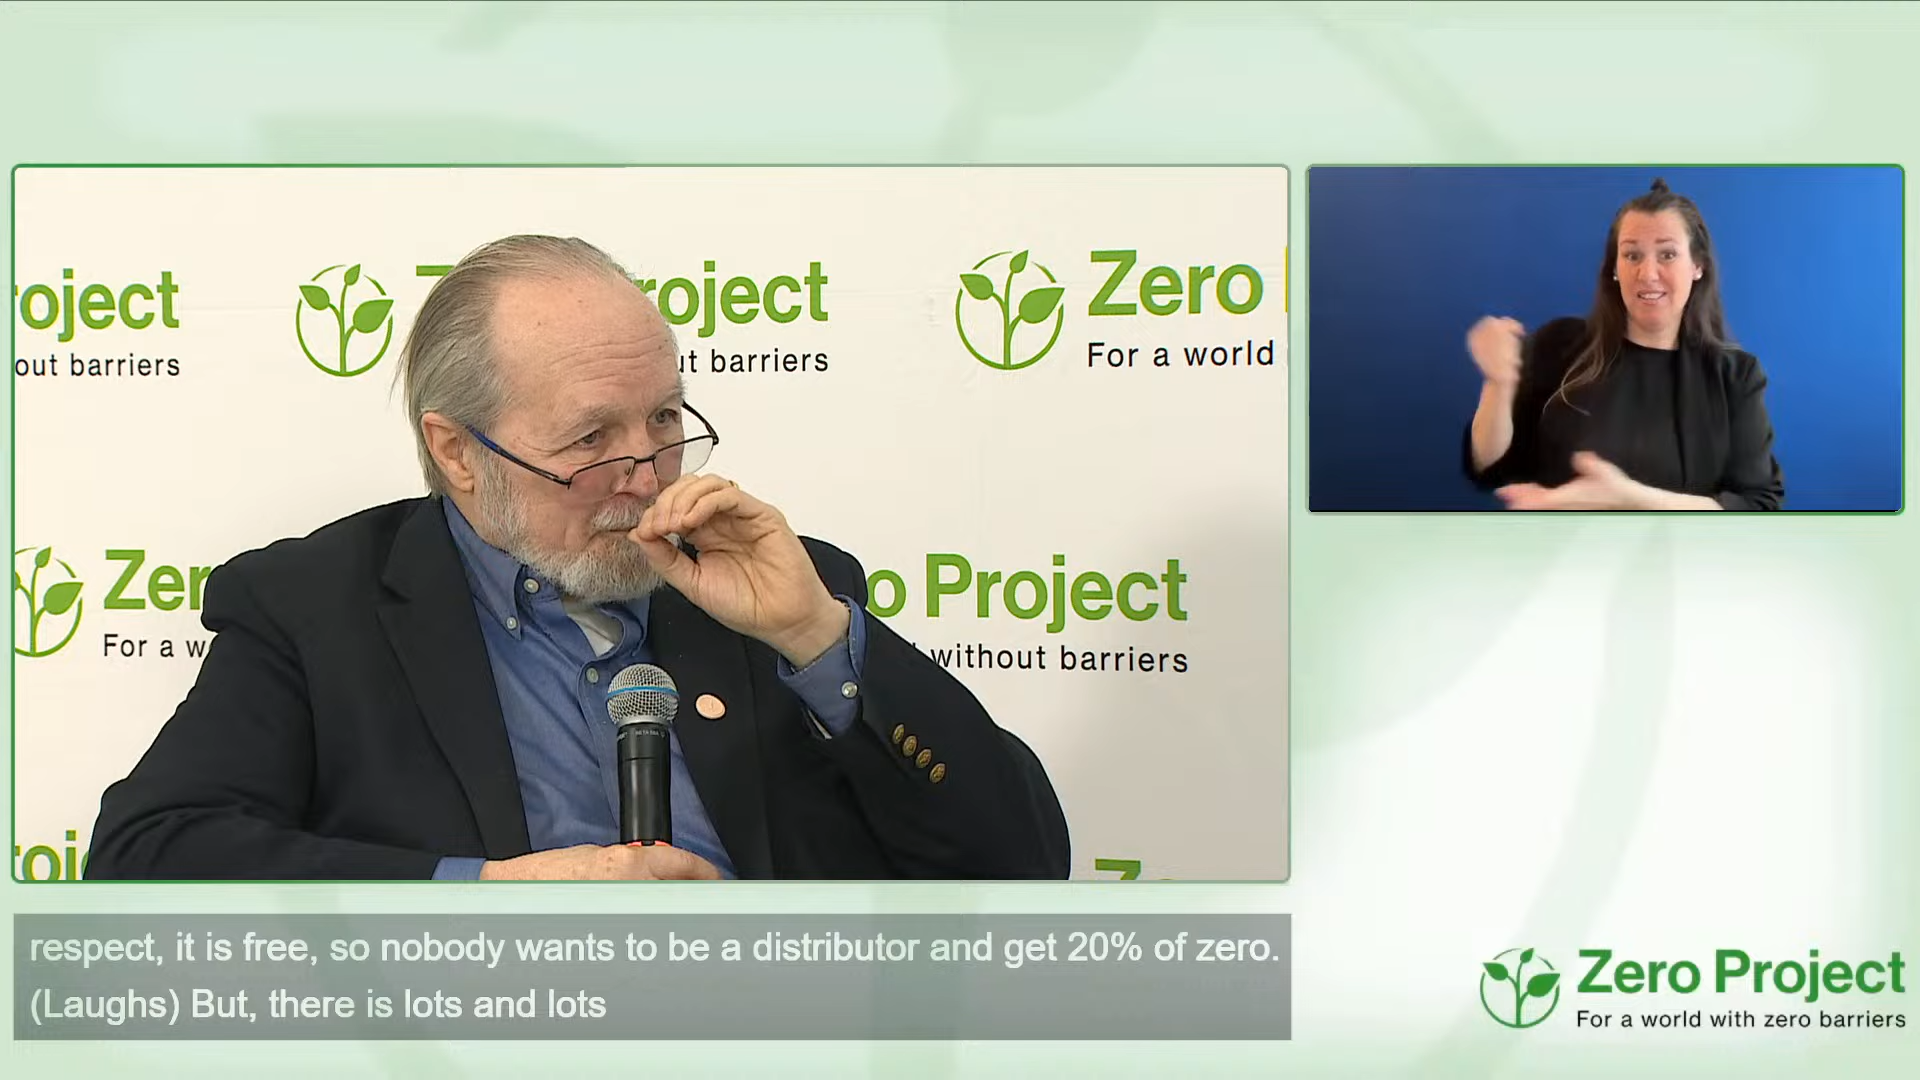 roject
out barriers
Z roject
ut barriers
Zero
For a world
Zer
For a w
o Project
without barriers
roje
respect, it is free, so nobody wants to be a distributor and get 20% of zero.
(Laughs) But, there is lots and lots
Zero Project
For a world with zero barriers